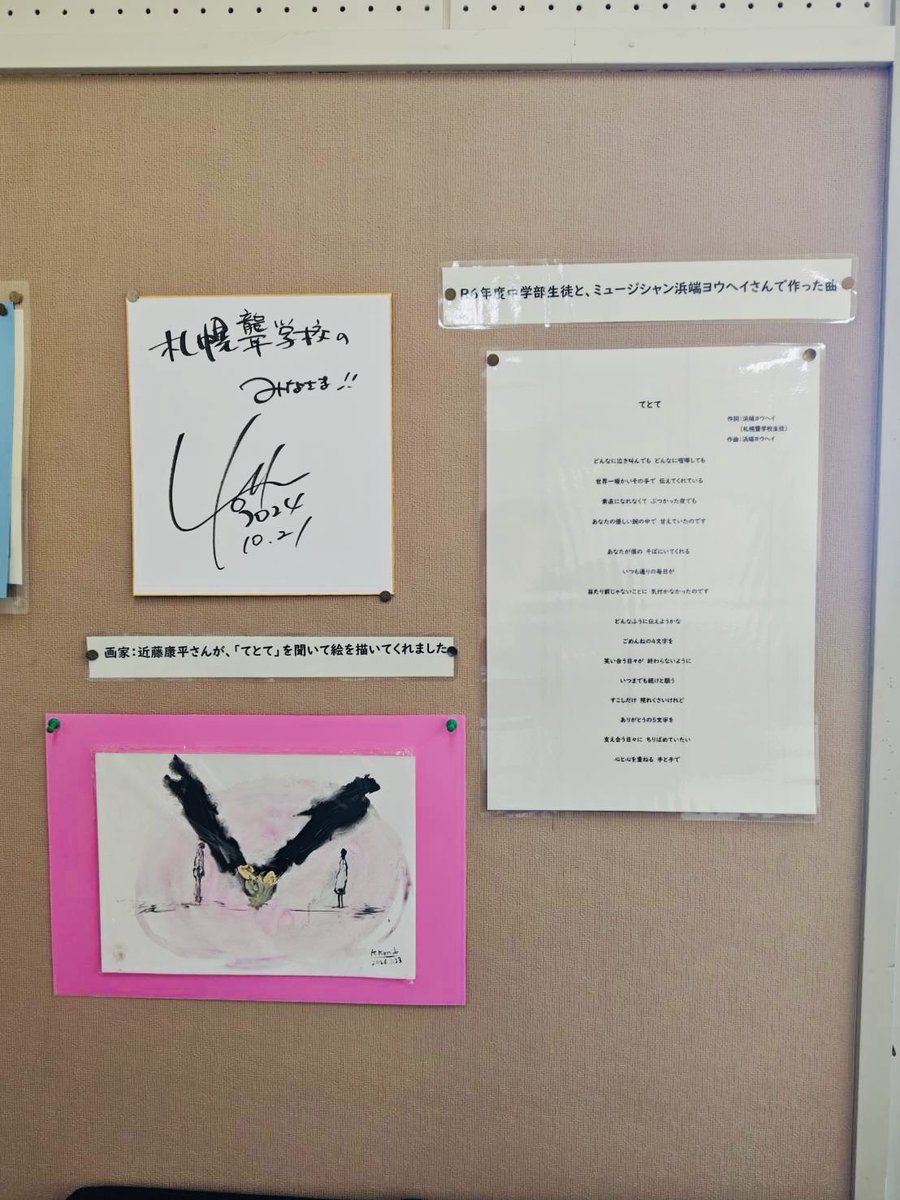 札幌聾学校の
みなさま!!
2024
10.21
R6年度中学部生徒と、ミュージシャン浜端ヨウヘイさんで作った曲
てとて
作詞：浜端ヨウヘイ
（札幌聾学校生徒）
作曲：浜端ヨウヘイ
どんなに泣き叫んでも どんなに喧嘩しても
世界一暖かいその手で 伝えてくれている
素直になれなくて ぶつかった夜でも
あなたの優しい腕の中で 甘えていたのです
あなたが僕の そばにいてくれる
いつも通りの毎日が
当たり前じゃないことに 気付かなかったのです
どんなふうに伝えようかな
ごめんねの4文字を
笑い合う日々が 終わらないように
いつまでも続けと願う
すこしだけ 照れくさいけれど
ありがとうの5文字を
支え合う日々に ちりばめていたい
心と心を重ねる 手と手で
画家：近藤康平さんが、「てとて」を聞いて絵を描いてくれました
K Kondo